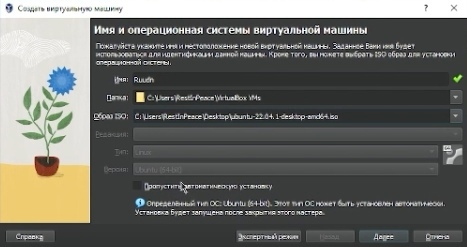 Создать виртуальную машину
Имя и операционная системы виртуальной машины
Пожалуйста укажите имя и местоположение новой виртуальной машины. Заданное Вами имя будет
использоваться для идентификации данной машины. Кроме того, вы можете выбрать ISO образ для установки
операционной системы.
Имя: Ruudh
Папка: C:\Users\RestInPeace\VirtualBox VMs
Образ ISO: C:\Users\RestInPeace\Desktop\ubuntu-22.04.1-desktop-amd64.iso
Редакция:
Тип: Linux
Версия: Ubuntu (64-bit)
64
Пропустить автоматическую установку
Определённый тип ОС: Ubuntu (64-bit). Этот тип ОС может быть установлен автоматически.
Установка будет запущена после закрытия этого мастера.
Справка Экспертный режим Назад Далее Отмена